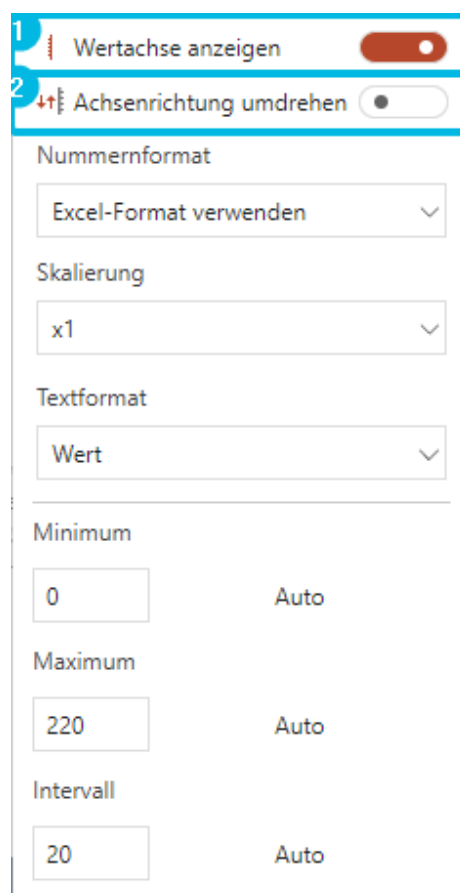 1
Wertachse anzeigen
2
Achsenrichtung umdrehen
Nummernformat
Excel-Format verwenden
Skalierung
x1
Textformat
Wert
Minimum
0 Auto
Maximum
220 Auto
Intervall
20 Auto